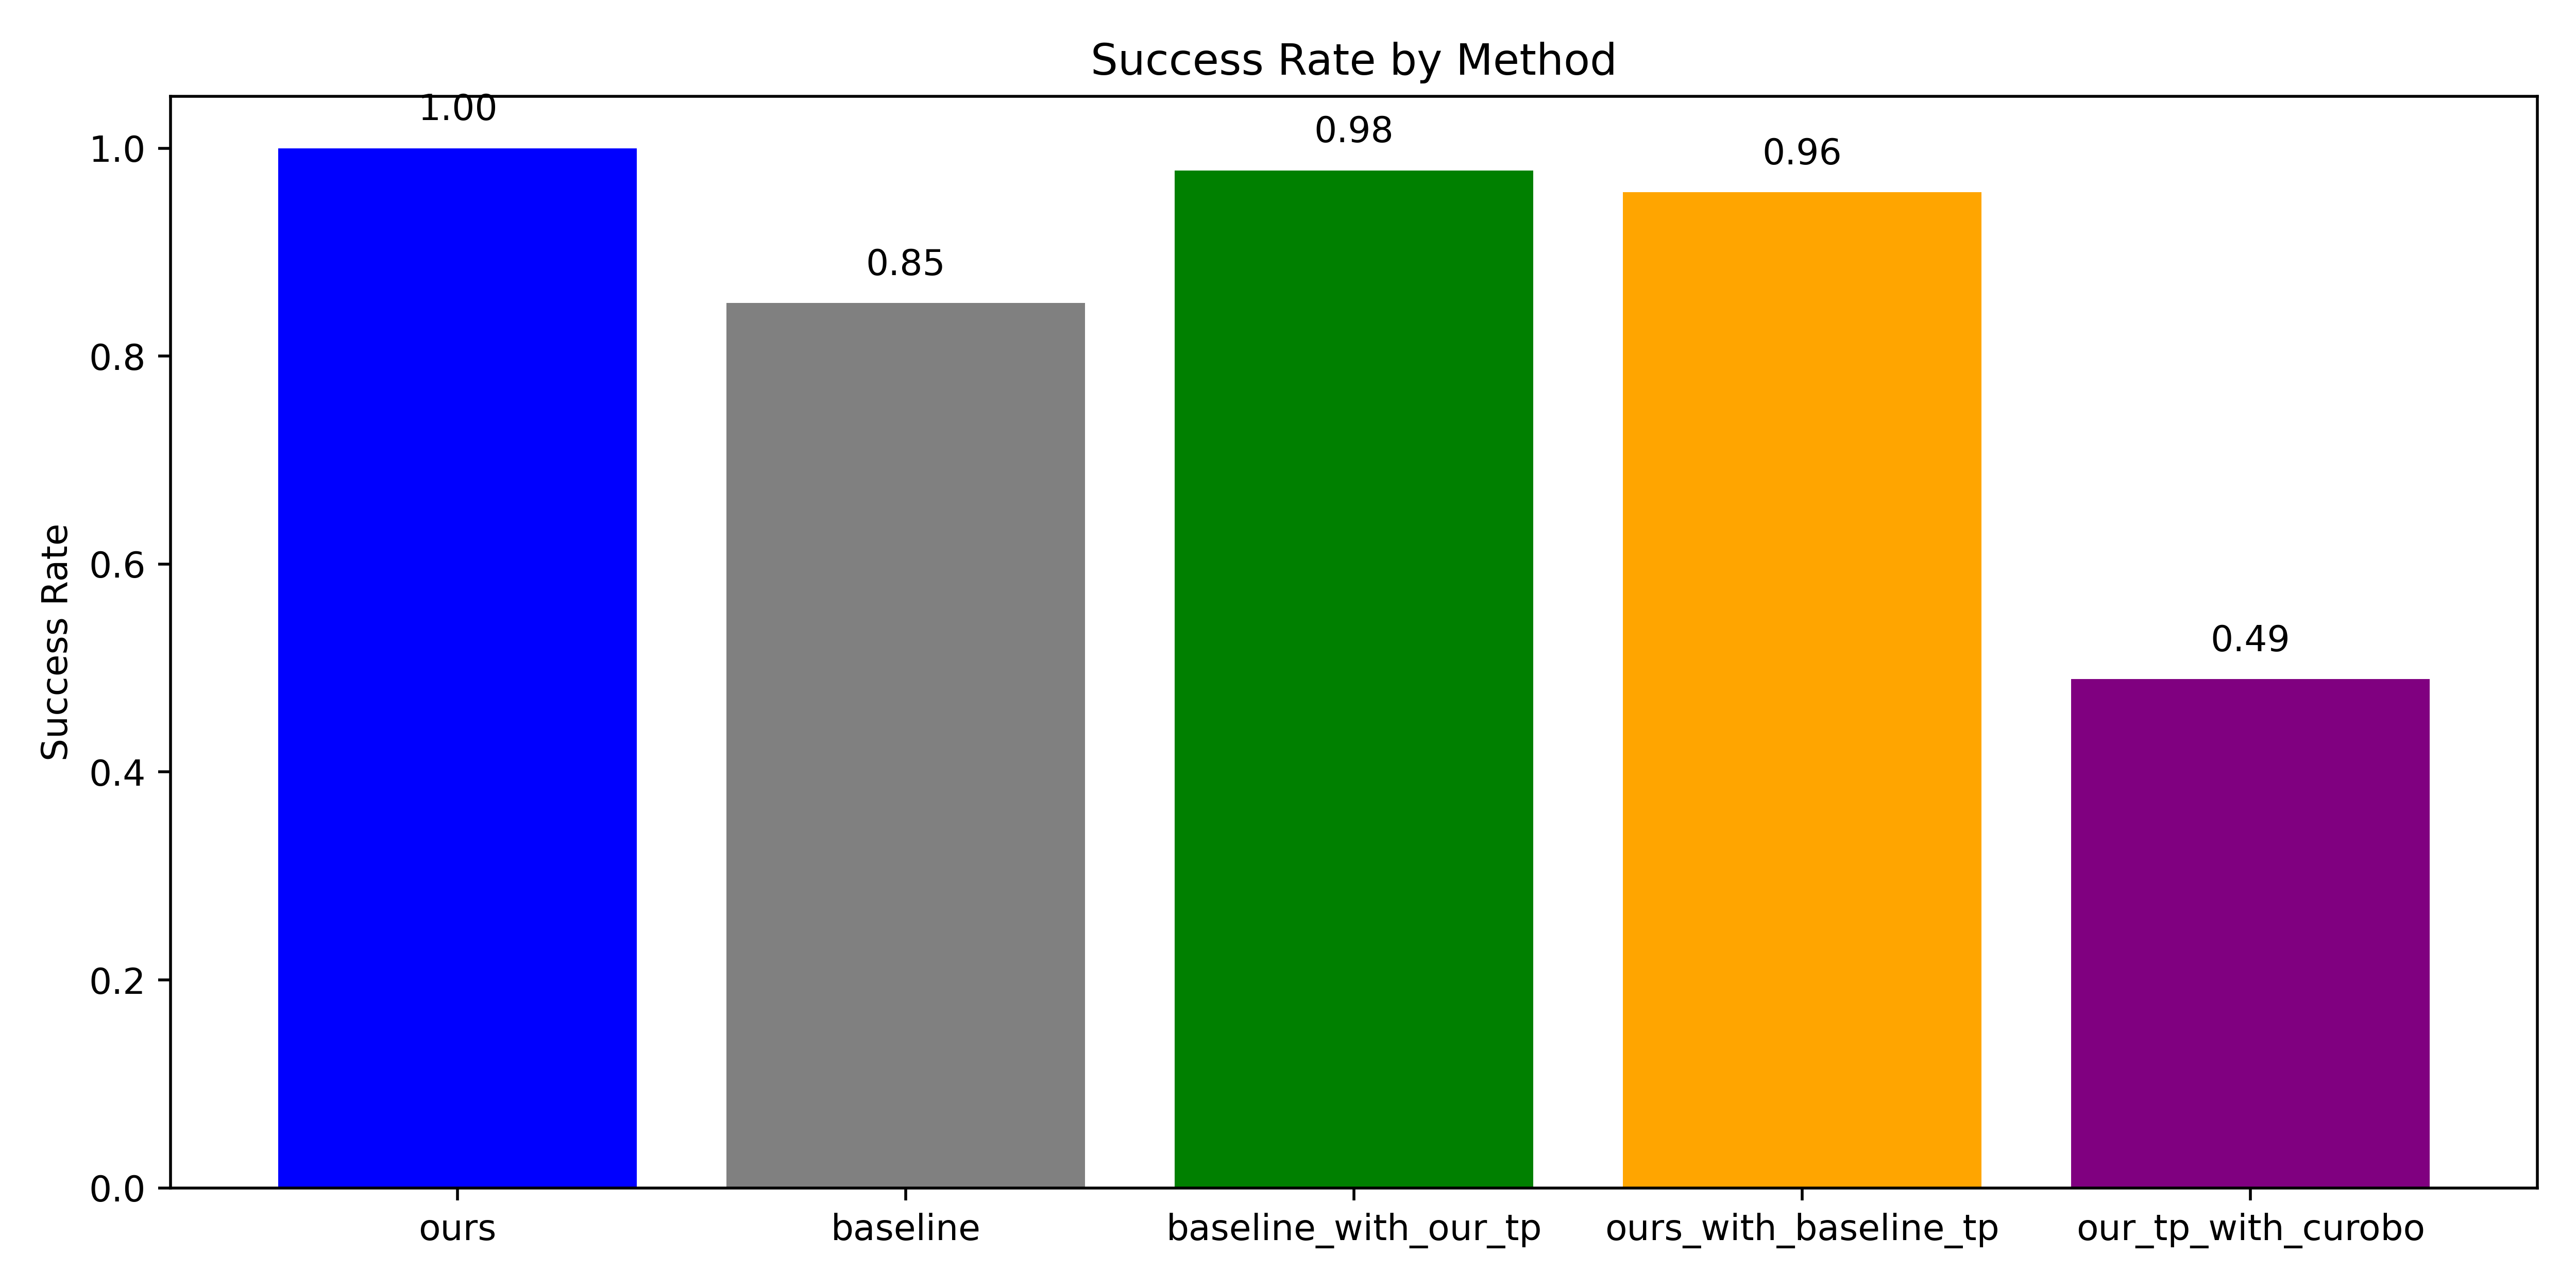 Success Rate by Method
1.00
0.98
0.96
0.85
0.49
Success Rate
1.0
0.8
0.6
0.4
0.2
0.0
ours
baseline
baseline_with_our_tp
ours_with_baseline_tp
our_tp_with_curobo